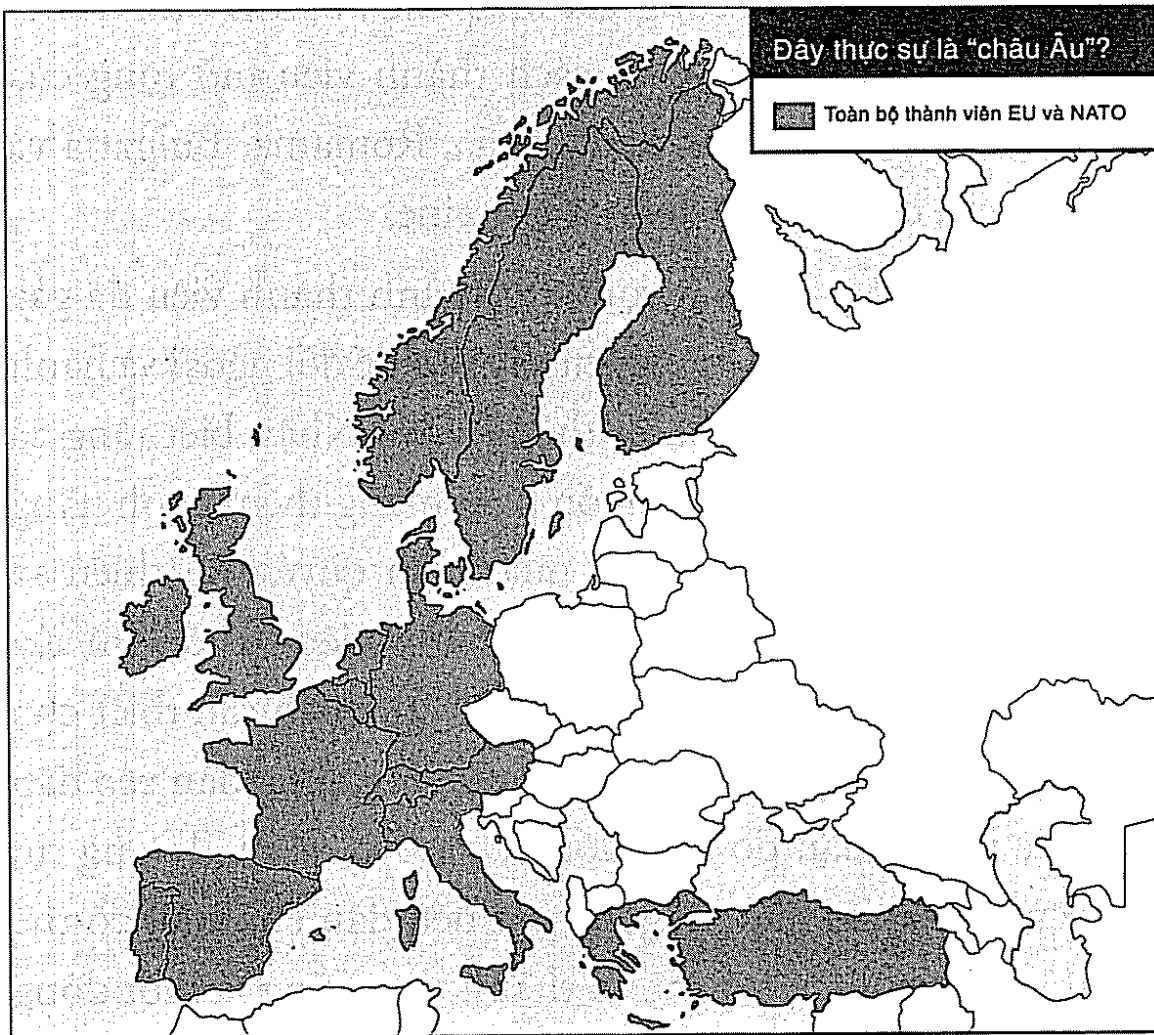 Đây thực sự là “châu Âu”?
Toàn bộ thành viên EU và NATO